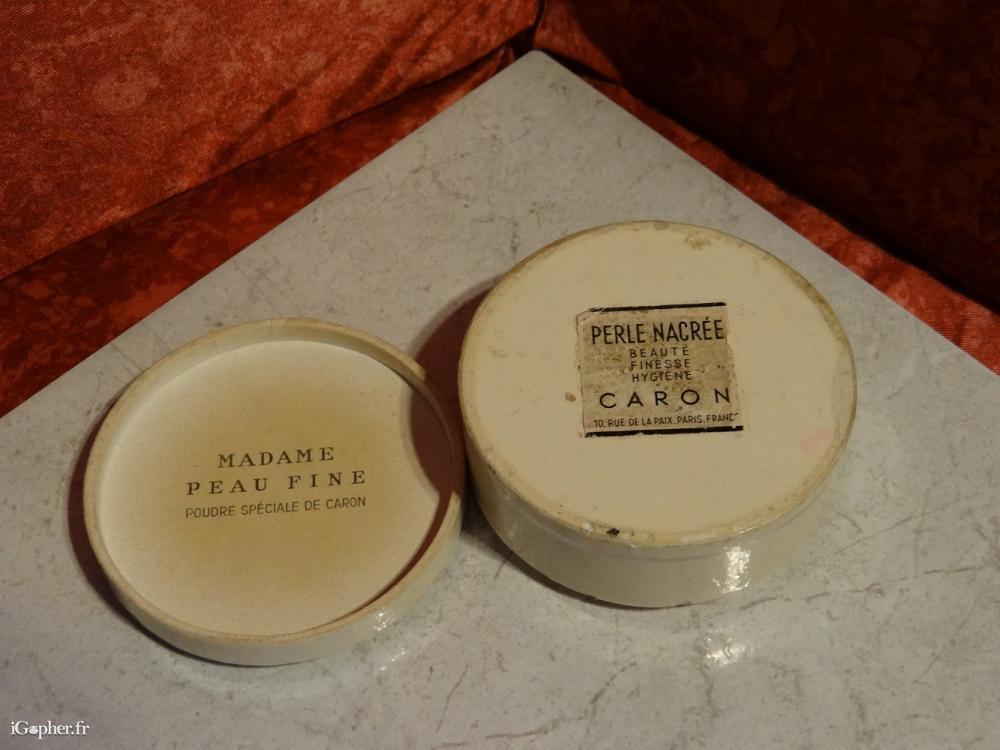 MADAME
PEAU FINE
POUDRE SPÉCIALE DE CARON
PERLE NACRÉE
BEAUTÉ
FINESSE
HYGIÈNE
CARON
10, RUE DE LA PAIX. PARIS. FRANC
iGopher.fr